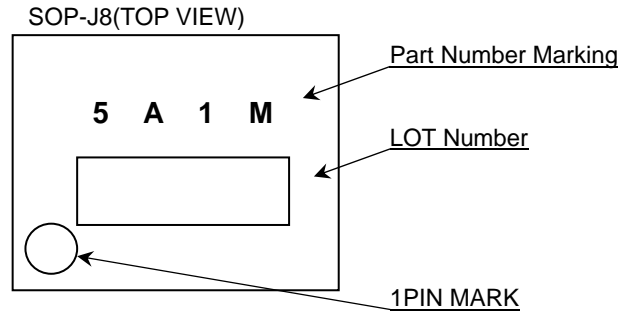 SOP-J8(TOP VIEW)
Part Number Marking
5 A 1 M
LOT Number
1PIN MARK